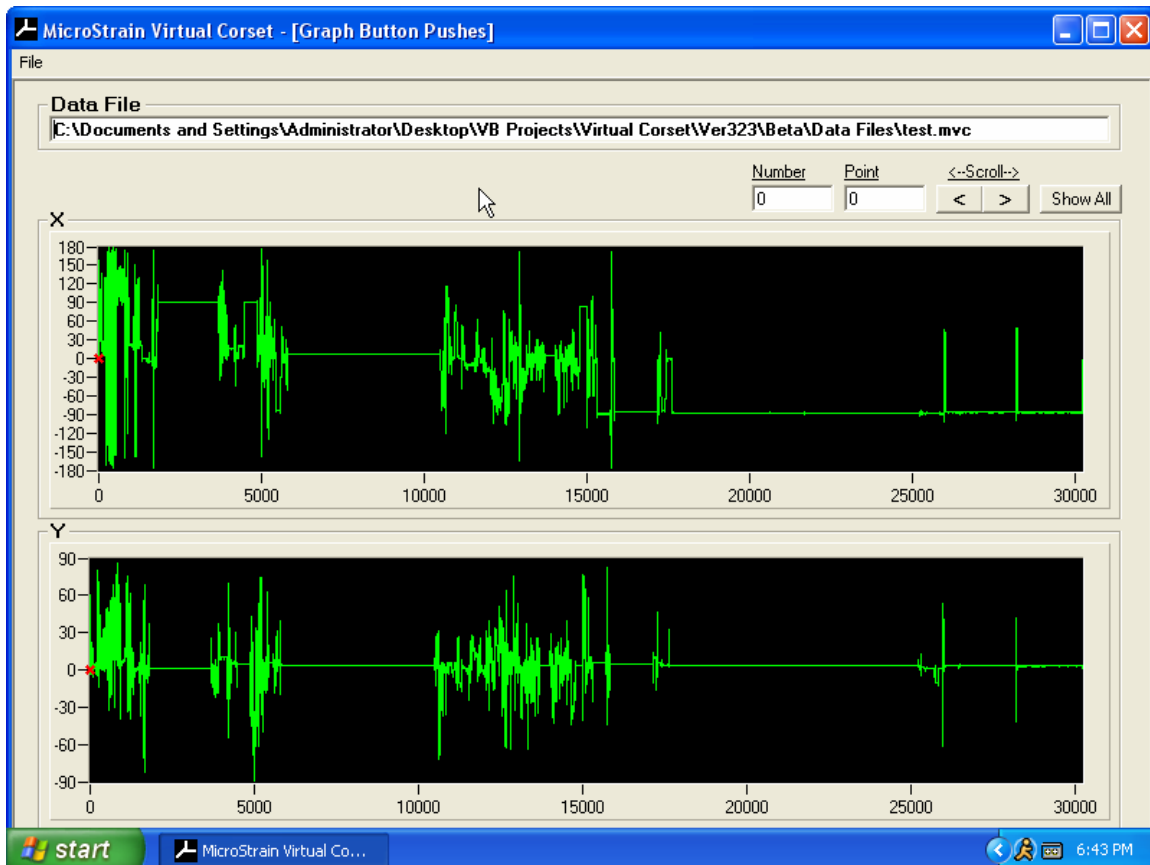 MicroStrain Virtual Corset - [Graph Button Pushes]
File
Data File
C:\Documents and Settings\Administrator\Desktop\VB Projects\Virtual Corset\Ver323\Beta\Data Files\test.mvc
Number Point <--Scroll-->
0 0 < > Show All
X
180
150
120
90
60
30
0
-30
-60
-90
-120
-150
-180
0 5000 10000 15000 20000 25000 30000
Y
90
60
30
0
-30
-60
-90
0 5000 10000 15000 20000 25000 30000
start MicroStrain Virtual Co... 6:43 PM